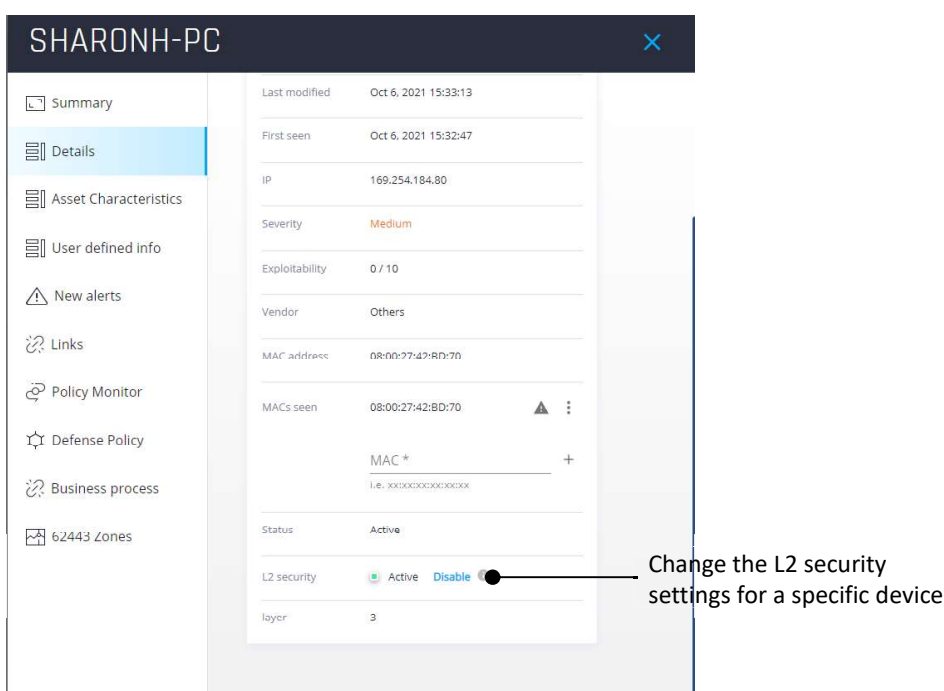 SHARONH-PC
Summary
Details
Asset Characteristics
User defined info
New alerts
Links
Policy Monitor
Defense Policy
Business process
62443 Zones
Last modified Oct 6, 2021 15:33:13
First seen Oct 6, 2021 15:32:47
IP 169.254.184.80
Severity Medium
Exploitability 0 / 10
Vendor Others
MAC address 08:00:27:42:BD:70
MACs seen 08:00:27:42:BD:70
MAC *
i.e. xx:xx:xx:xx:xx:xx
Status Active
L2 security Active Disable
layer 3
Change the L2 security
settings for a specific device